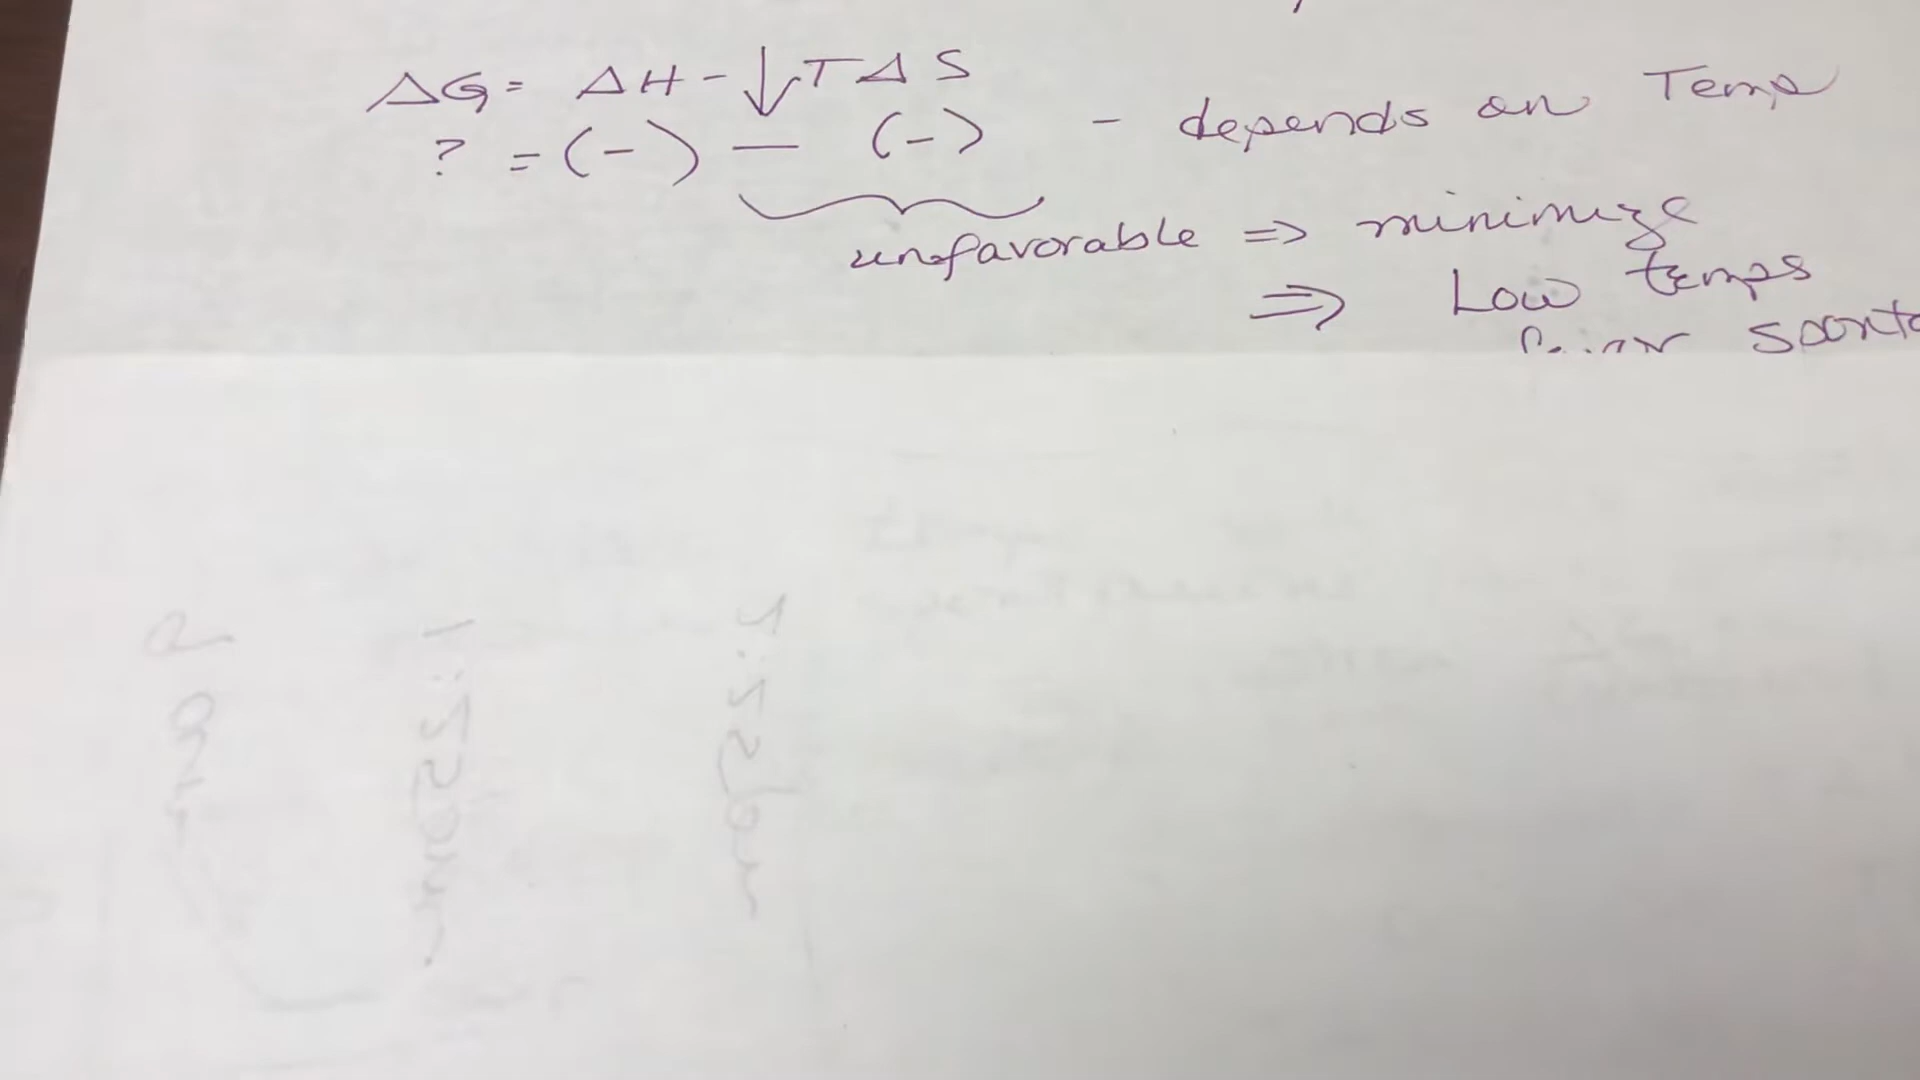 ΔG = ΔH - ↓TΔS
? = (-) — (-) - depends on Temp
unfavorable => minimize
=> Low temps